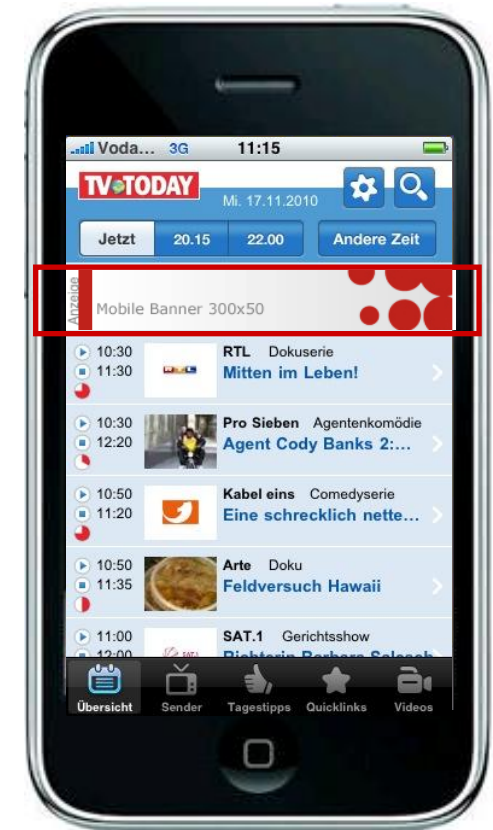 Voda... 3G 11:15
TV TODAY
Mi. 17.11.2010
Jetzt 20.15 22.00 Andere Zeit
Anzeige
Mobile Banner 300x50
10:30 RTL Dokuserie
11:30 Mitten im Leben!
10:30 Pro Sieben Agentenkomödie
12:20 Agent Cody Banks 2:...
10:50 Kabel eins Comedyserie
11:20 Eine schrecklich nette...
10:50 Arte Doku
11:35 Feldversuch Hawaii
11:00 SAT.1 Gerichtsshow
12:00 Richterin Barbara Salesch
Übersicht Sender Tagestipps Quicklinks Videos